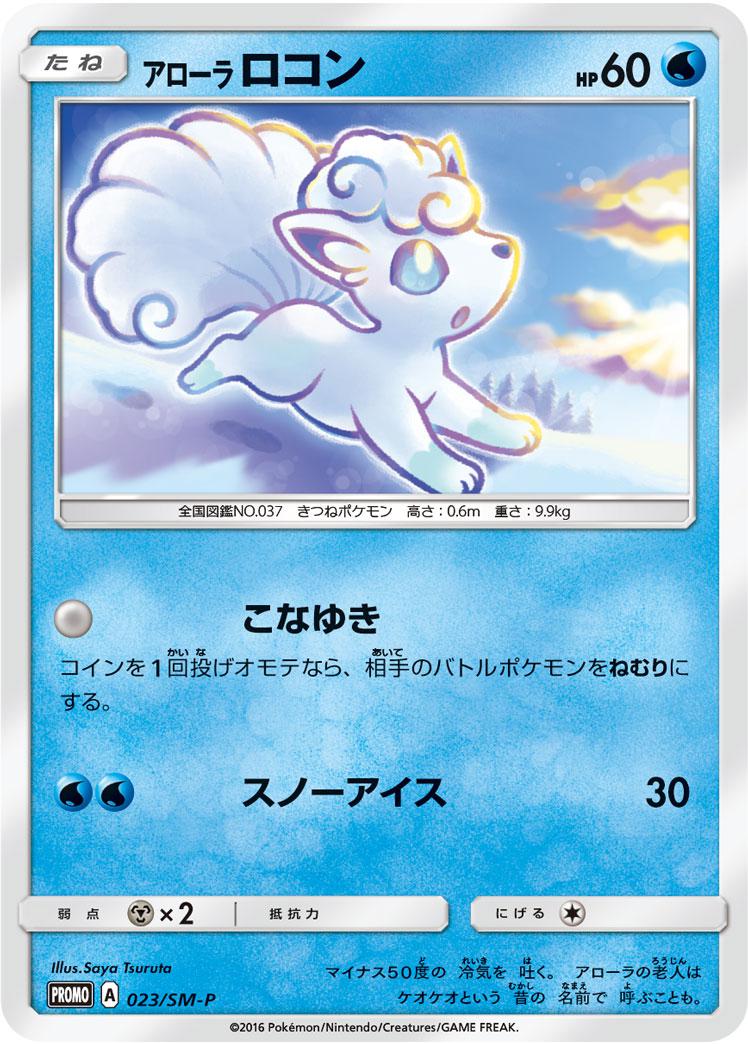 たね アローラ ロコン HP60
全国図鑑NO.037 きつねポケモン 高さ：0.6m 重さ：9.9kg
こなゆき
コインを1回投げオモテなら、相手のバトルポケモンをねむりに
する。
スノーアイス 30
弱点 ×2 抵抗力 にげる
Illus.Saya Tsuruta
マイナス50度の 冷気を 吐く。 アローラの老人は
ケオケオという 昔の 名前で 呼ぶことも。
PROMO A 023/SM-P
©2016 Pokémon/Nintendo/Creatures/GAME FREAK.